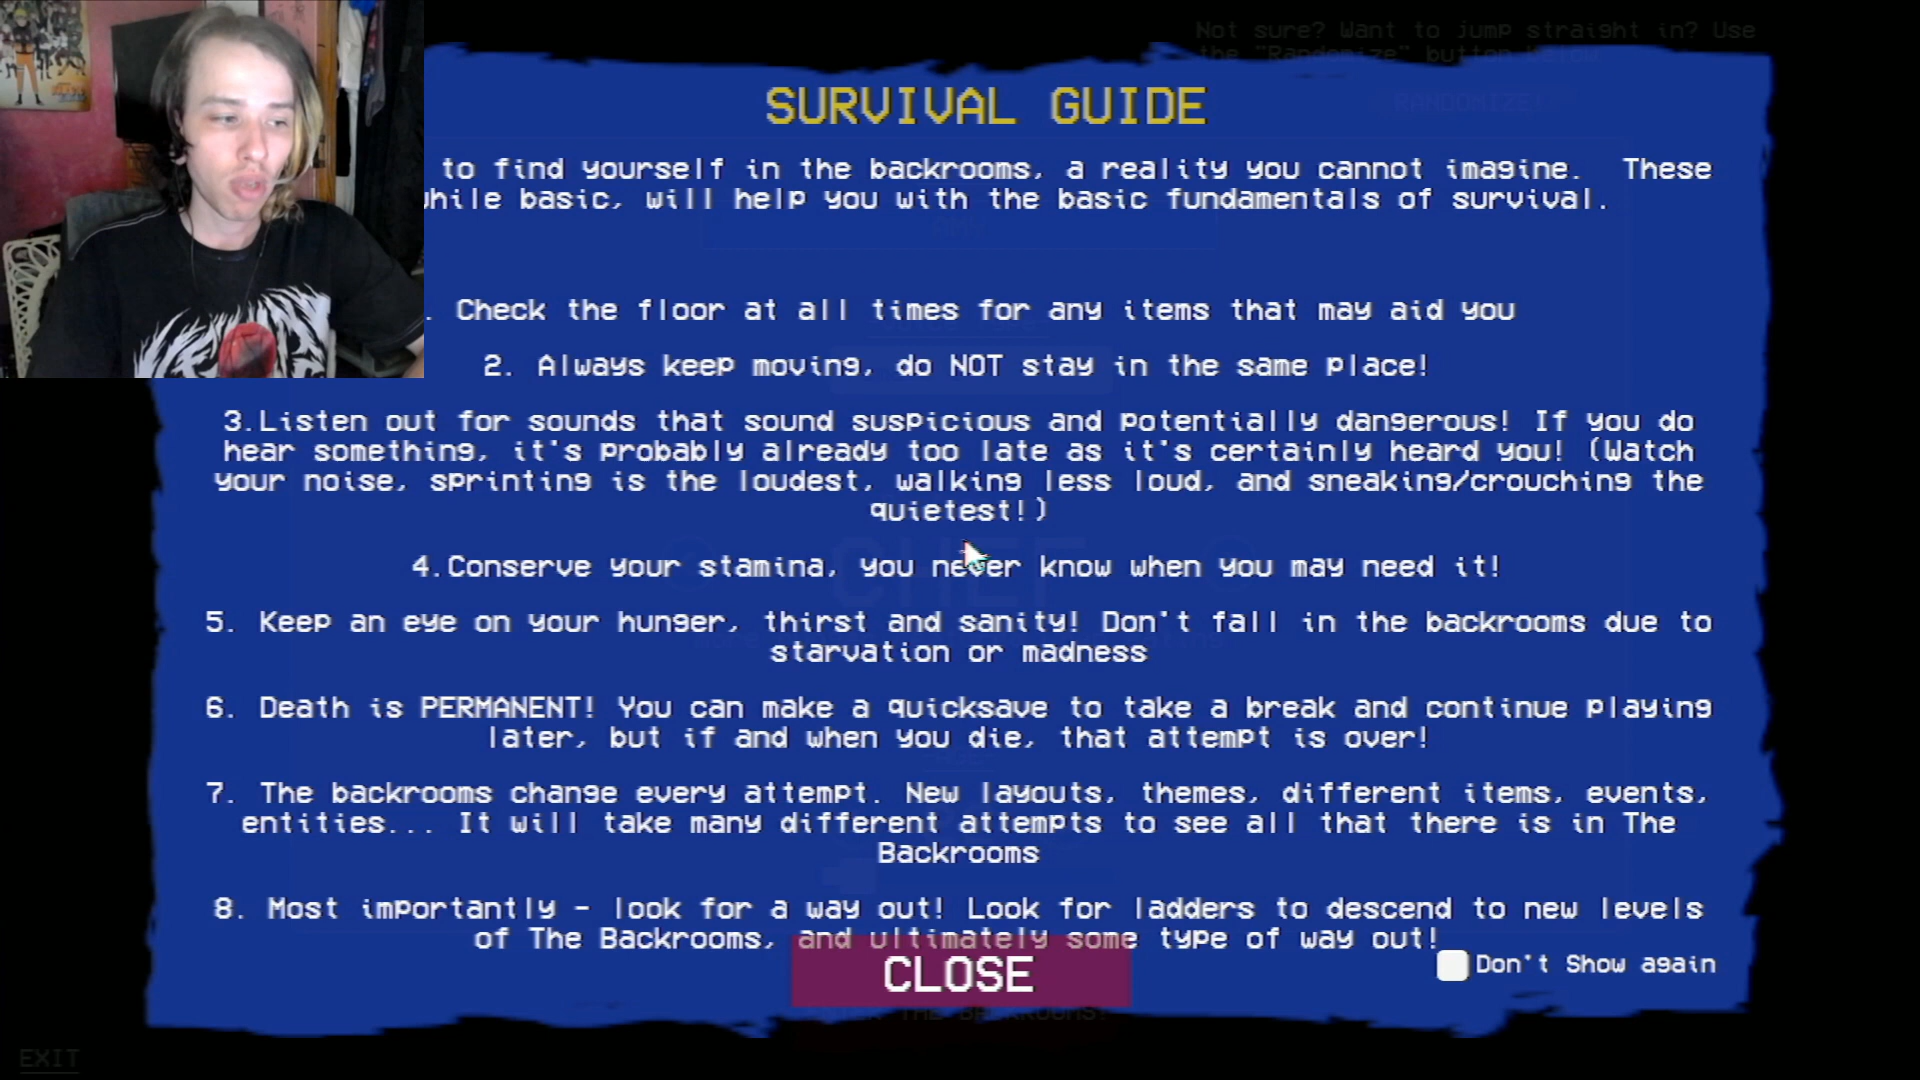 Not sure? Want to jump straight in? Use
the "Randomize" button below
RANDOMIZE!
SURVIVAL GUIDE
to find yourself in the backrooms, a reality you cannot imagine. These
while basic, will help you with the basic fundamentals of survival.
. Check the floor at all times for any items that may aid you
2. Always keep moving, do NOT stay in the same place!
3.Listen out for sounds that sound suspicious and potentially dangerous! If you do
hear something, it's probably already too late as it's certainly heard you! (Watch
your noise, sprinting is the loudest, walking less loud, and sneaking/crouching the
quietest!)
CHEF
4.Conserve your stamina, you never know when you may need it!
5. Keep an eye on your hunger, thirst and sanity! Don't fall in the backrooms due to
starvation or madness
6. Death is PERMANENT! You can make a quicksave to take a break and continue playing
later, but if and when you die, that attempt is over!
7. The backrooms change every attempt. New layouts, themes, different items, events,
entities... It will take many different attempts to see all that there is in The
Backrooms
8. Most importantly - look for a way out! Look for ladders to descend to new levels
of The Backrooms, and ultimately some type of way out!
CLOSE
Don't Show again
THE BACKROOMS!
EXIT